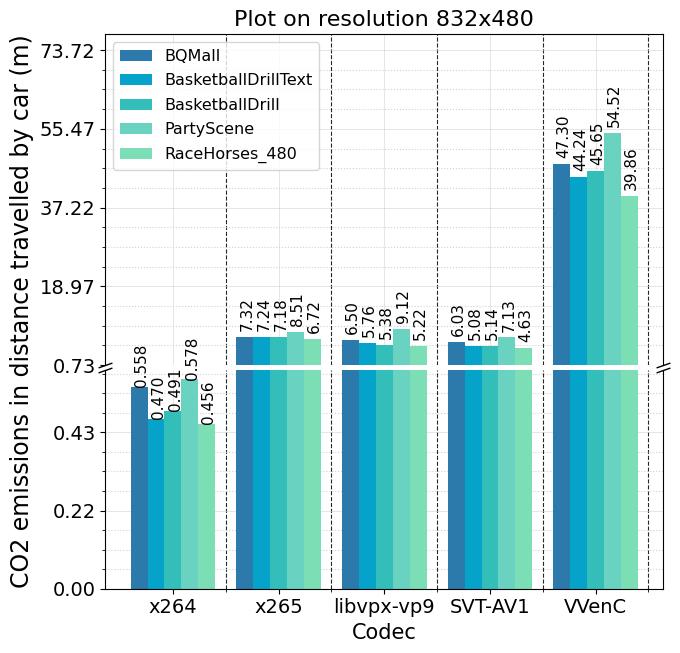 Plot on resolution 832x480
CO2 emissions in distance travelled by car (m)
73.72
55.47
37.22
18.97
0.73
0.43
0.22
0.00
BQMall
BasketballDrillText
BasketballDrill
PartyScene
RaceHorses_480
0.558
0.470
0.491
0.578
0.456
7.32
7.24
7.18
8.51
6.72
6.50
5.76
5.38
9.12
5.22
6.03
5.08
5.14
7.13
4.63
47.30
44.24
45.65
54.52
39.86
x264
x265
libvpx-vp9
SVT-AV1
VVenC
Codec